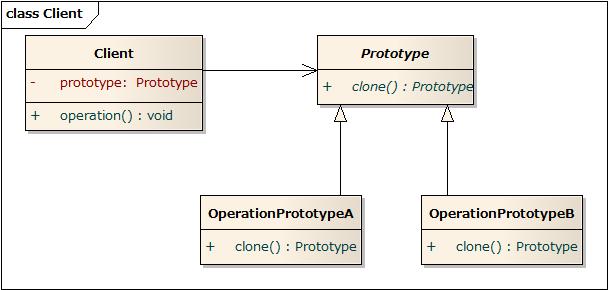 class Client
Client
- prototype: Prototype
+ operation() : void
Prototype
+ clone() : Prototype
OperationPrototypeA
+ clone() : Prototype
OperationPrototypeB
+ clone() : Prototype